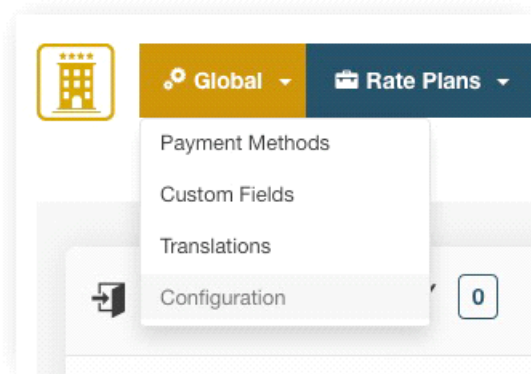 Global
Rate Plans
Payment Methods
Custom Fields
Translations
Configuration
0